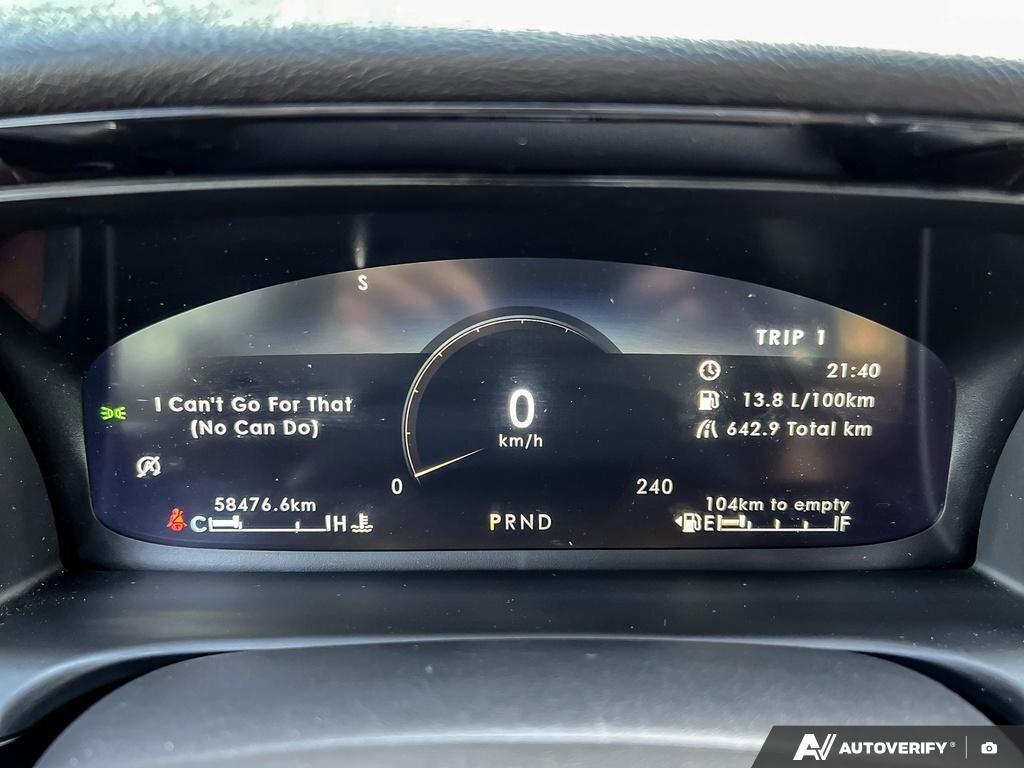 S
TRIP 1
21:40
I Can't Go For That
(No Can Do)
0
km/h
13.8 L/100km
642.9 Total km
0
240
58476.6km
C H
PRND
104km to empty
E F
AV AUTOVERIFY®